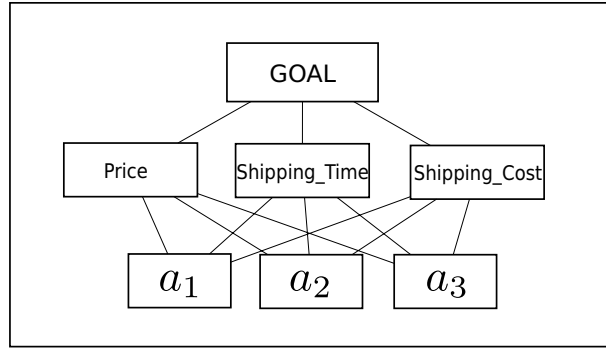 GOAL
Price
Shipping_Time
Shipping_Cost
a₁
a₂
a₃